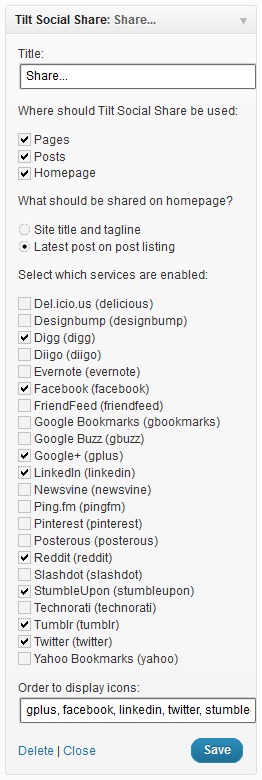 Tilt Social Share: Share...
Title:
Share...
Where should Tilt Social Share be used:
Pages
Posts
Homepage
What should be shared on homepage?
Site title and tagline
Latest post on post listing
Select which services are enabled:
Del.icio.us (delicious)
Designbump (designbump)
Digg (digg)
Diigo (diigo)
Evernote (evernote)
Facebook (facebook)
FriendFeed (friendfeed)
Google Bookmarks (gbookmarks)
Google Buzz (gbuzz)
Google+ (gplus)
LinkedIn (linkedin)
Newsvine (newsvine)
Ping.fm (pingfm)
Pinterest (pinterest)
Posterous (posterous)
Reddit (reddit)
Slashdot (slashdot)
StumbleUpon (stumbleupon)
Technorati (technorati)
Tumblr (tumblr)
Twitter (twitter)
Yahoo Bookmarks (yahoo)
Order to display icons:
gplus, facebook, linkedin, twitter, stumble
Delete | Close Save